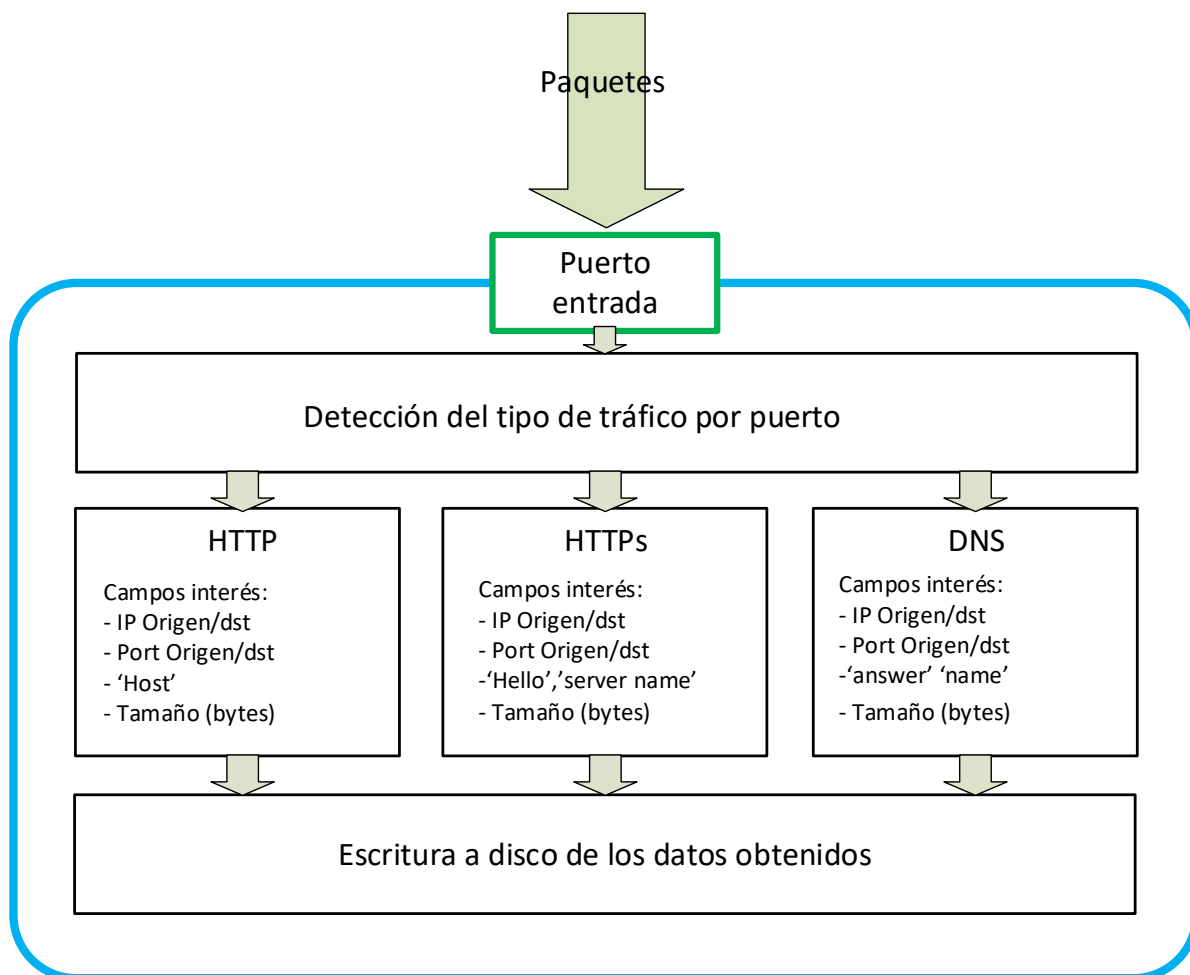 Paquetes
Puerto
entrada
Detección del tipo de tráfico por puerto
HTTP
Campos interés:
- IP Origen/dst
- Port Origen/dst
- ‘Host’
- Tamaño (bytes)
HTTPs
Campos interés:
- IP Origen/dst
- Port Origen/dst
-‘Hello’,’server name’
- Tamaño (bytes)
DNS
Campos interés:
- IP Origen/dst
- Port Origen/dst
-‘answer’ ‘name’
- Tamaño (bytes)
Escritura a disco de los datos obtenidos